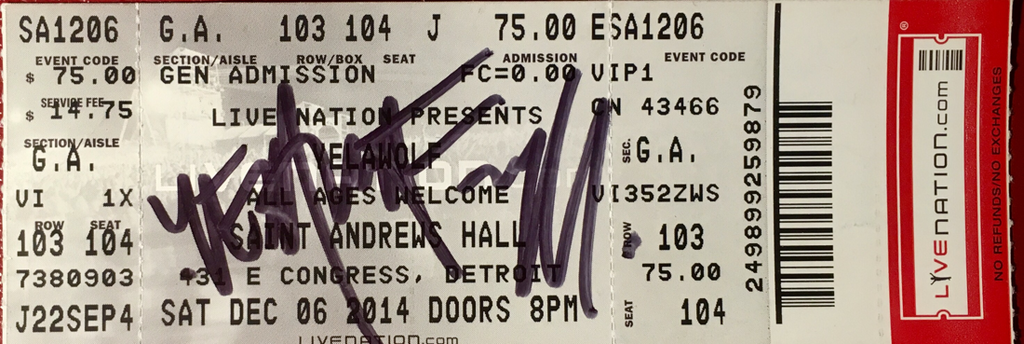 SA1206 G.A. 103 104 J 75.00 ESA1206
EVENT CODE SECTION/AISLE ROW/BOX SEAT ADMISSION EVENT CODE
$ 75.00 GEN ADMISSION FC=0.00 VIP1
SERVICE FEE
$ 14.75 LIVE NATION PRESENTS CN 43466
SECTION/AISLE
G.A. YELAWOLF SEC. G.A.
VI 1X ALL AGES WELCOME VI352ZWS
ROW SEAT
103 104 SAINT ANDREWS HALL ROW 103
7380903 431 E CONGRESS, DETROIT 75.00
J22SEP4 SAT DEC 06 2014 DOORS 8PM SEAT 104
LIVENATION.com
249899259879
LIVENATION.com
®
NO REFUNDS/NO EXCHANGES